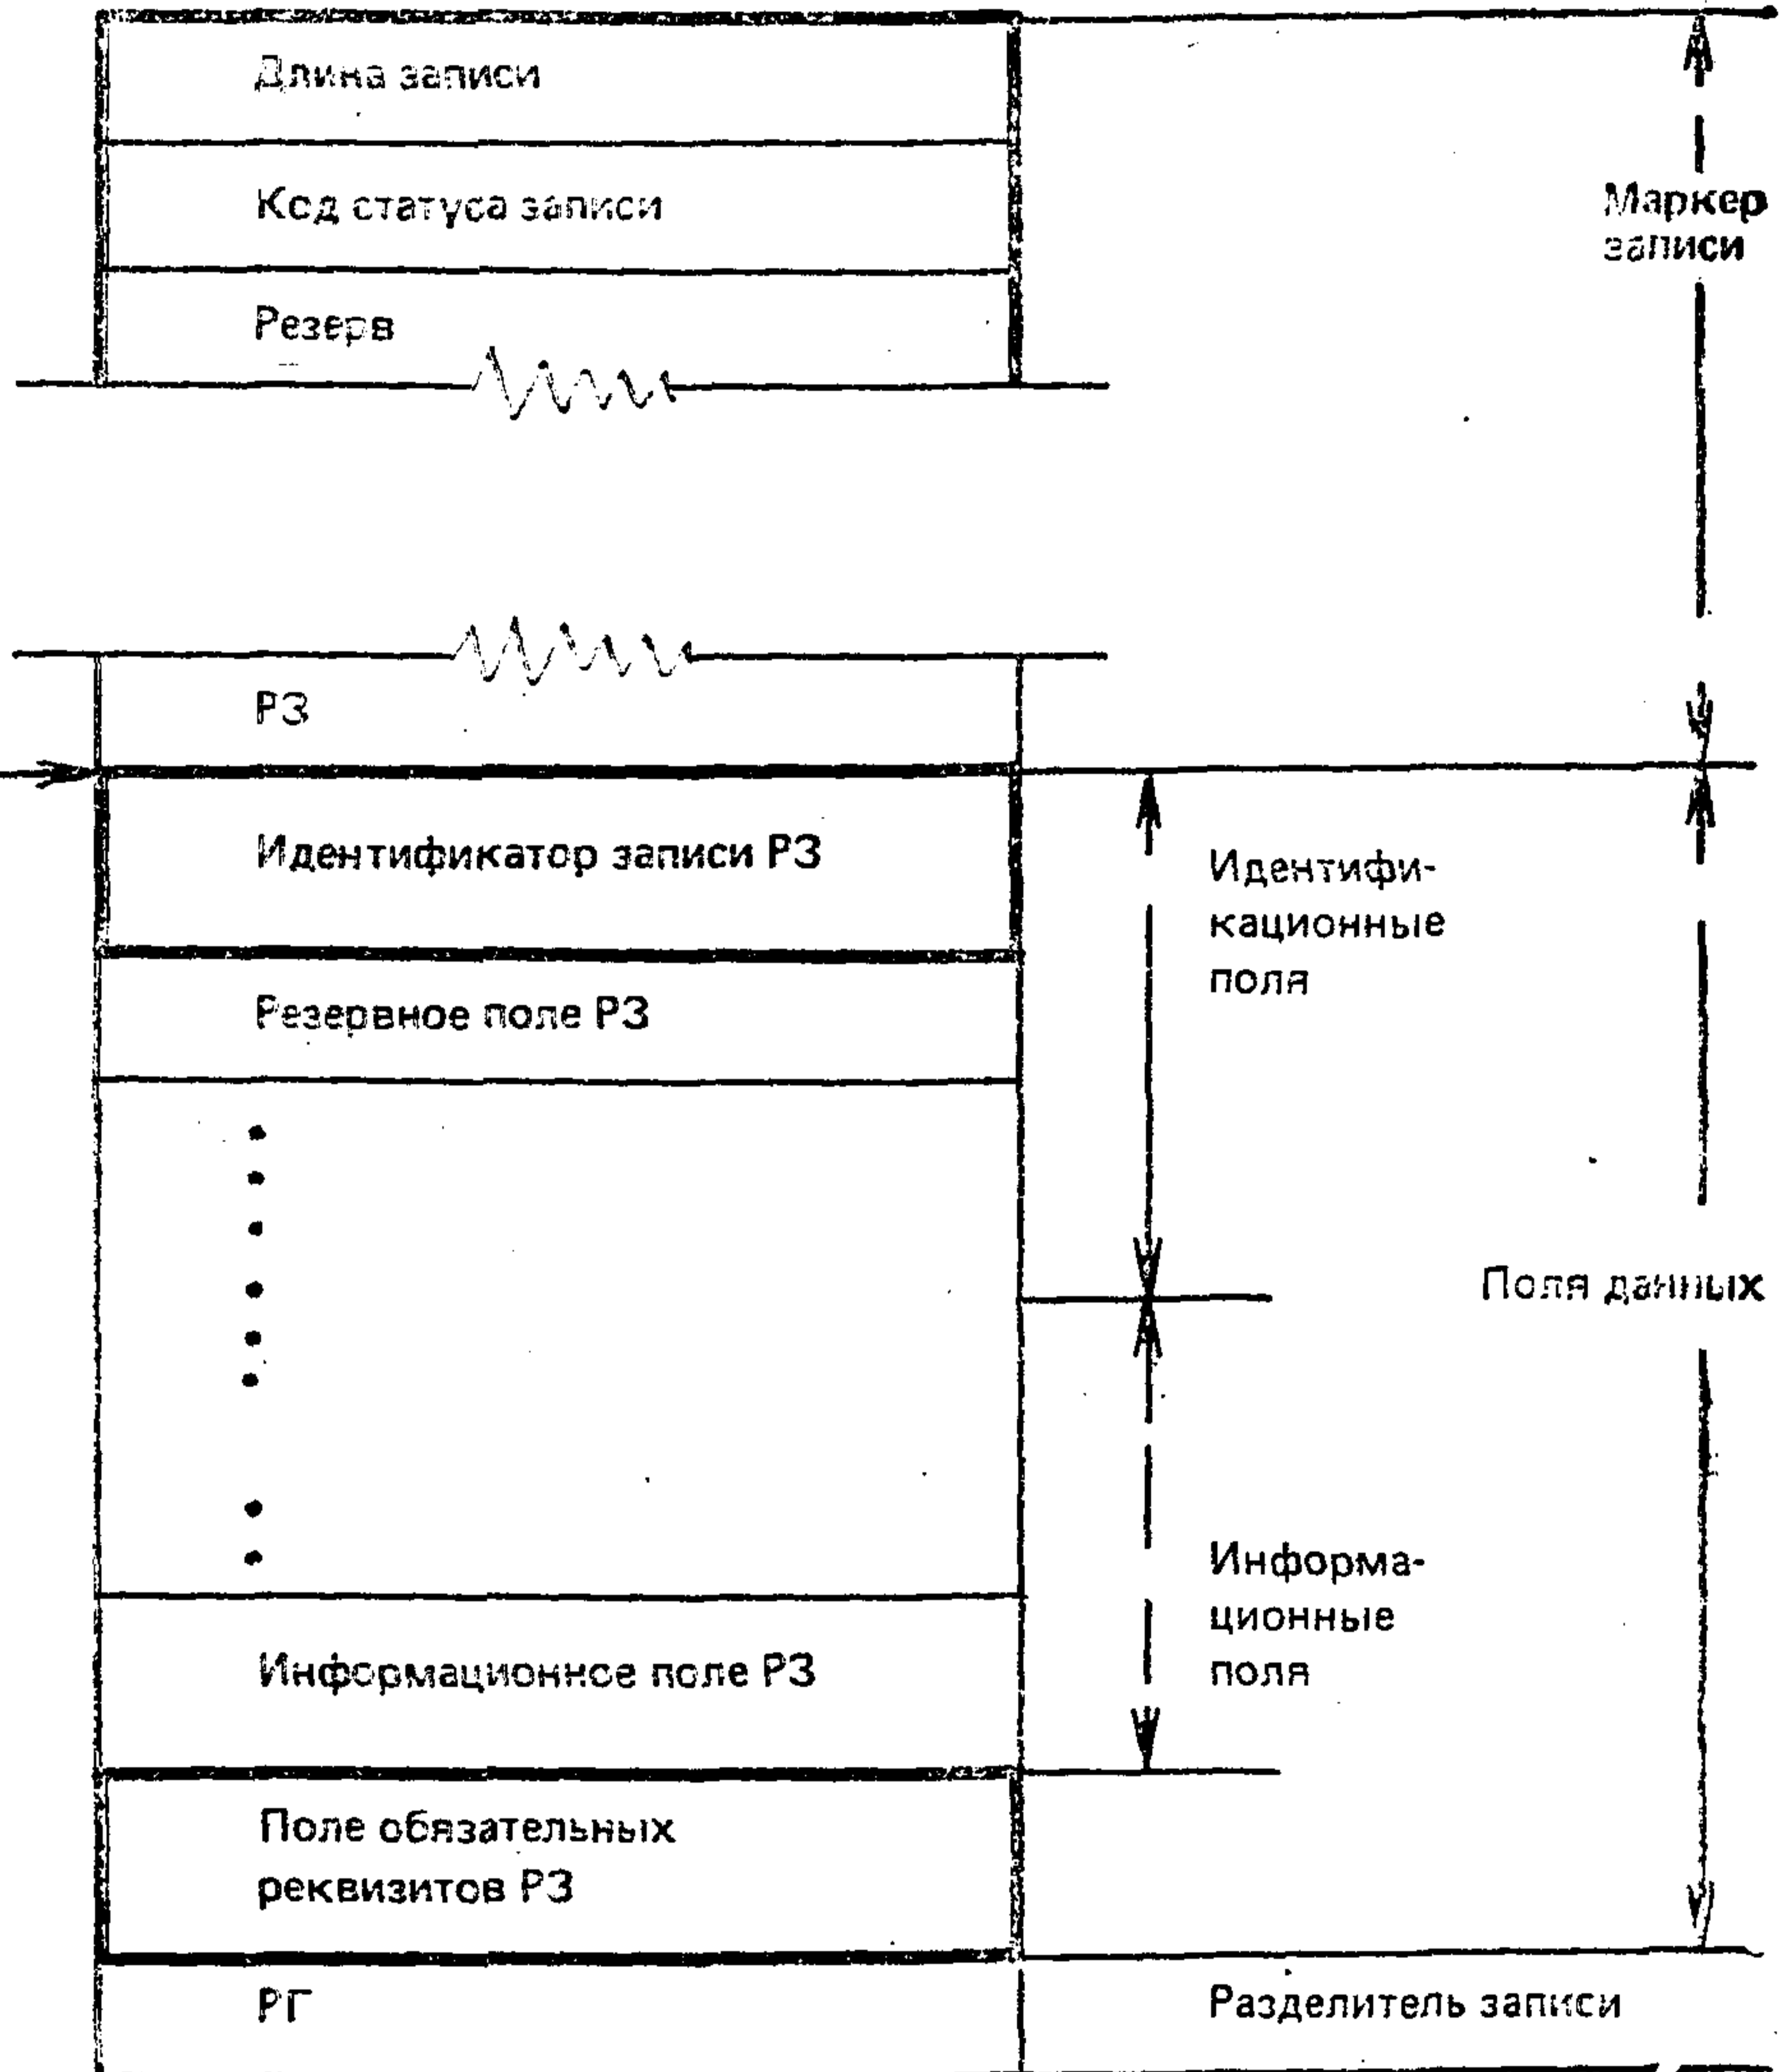 Длина записи
Код статуса записи
Маркер
записи
Резерв
РЗ
Идентификатор записи РЗ
Идентифи-
кационные
поля
Резервное поле РЗ
Поля данных
Информа-
ционные
поля
Информационное поле РЗ
Поле обязательных
реквизитов РЗ
РГ
Разделитель записи